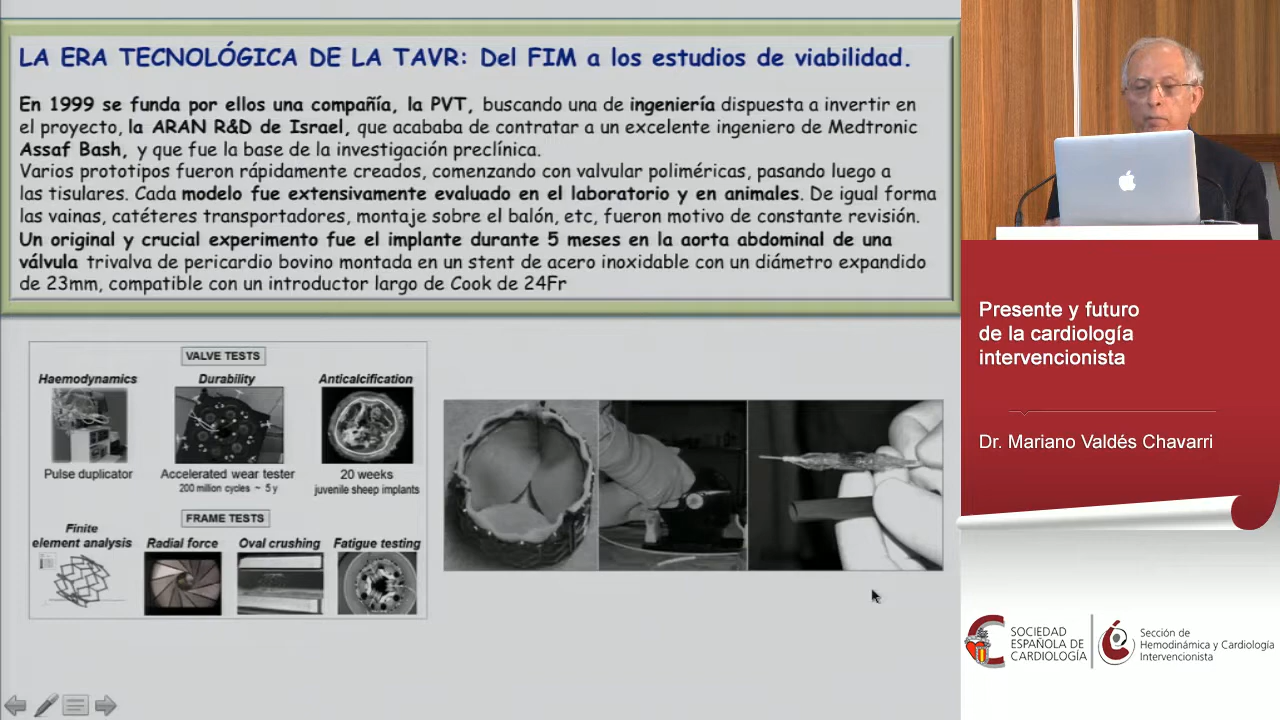 LA ERA TECNOLÓGICA DE LA TAVR: Del FIM a los estudios de viabilidad.
En 1999 se funda por ellos una compañía, la PVT, buscando una de ingeniería dispuesta a invertir en
el proyecto, la ARAN R&D de Israel, que acababa de contratar a un excelente ingeniero de Medtronic
Assaf Bash, y que fue la base de la investigación preclínica.
Varios prototipos fueron rápidamente creados, comenzando con valvular poliméricas, pasando luego a
las tisulares. Cada modelo fue extensivamente evaluado en el laboratorio y en animales. De igual forma
las vainas, catéteres transportadores, montaje sobre el balón, etc, fueron motivo de constante revisión.
Un original y crucial experimento fue el implante durante 5 meses en la aorta abdominal de una
válvula trivalva de pericardio bovino montada en un stent de acero inoxidable con un diámetro expandido
de 23mm, compatible con un introductor largo de Cook de 24Fr
VALVE TESTS
Haemodynamics Durability Anticalcification
Pulse duplicator Accelerated wear tester 20 weeks
200 million cycles ~ 5 y juvenile sheep implants
FRAME TESTS
Finite
element analysis Radial force Oval crushing Fatigue testing
Presente y futuro
de la cardiología
intervencionista
Dr. Mariano Valdés Chavarri
SOCIEDAD
ESPAÑOLA DE
CARDIOLOGÍA
Sección de
Hemodinámica y Cardiología
Intervencionista